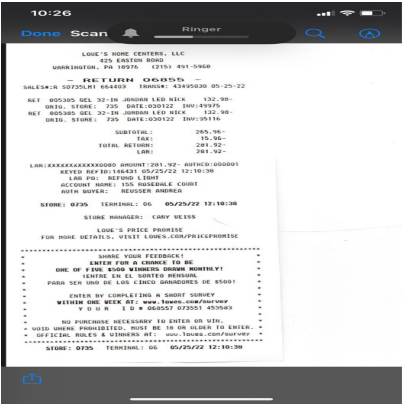 10:26
Done Scan
Ringer
LOWE'S HOME CENTERS, LLC
425 EASTON ROAD
WARRINGTON, PA 18976 (215) 491-5960
- RETURN 06855 -
SALES#: TRANS#: 43495030 05-25-22
RET 805385 GEL 32-IN JORDAN LED NICK 132.98-
ORIG. STORE: 735 DATE:030122 INV:49975
RET 805385 GEL 32-IN JORDAN LED NICK 132.98-
ORIG. STORE: 735 DATE:030122 INV:95116
SUBTOTAL: 265.96-
TAX: 15.96-
TOTAL RETURN: 281.92-
LAR: 281.92-
AMOUNT:281.92- AUTHCD:000001
KEYED REFID:146431 05/25/22 12:10:38
LAR PO: REFUND LIGHT
ACCOUNT NAME: 155 ROSEDALE COURT
AUTH BUYER: REUSSER ANDREA
STORE: 0735 TERMINAL: 06 05/25/22 12:10:38
STORE MANAGER: CARY WEISS
LOWE'S PRICE PROMISE
FOR MORE DETAILS, VISIT LOWES.COM/PRICEPROMISE
SHARE YOUR FEEDBACK!
ENTER FOR A CHANCE TO BE
ONE OF FIVE $500 WINNERS DRAWN MONTHLY!
¡ENTRE EN EL SORTEO MENSUAL
PARA SER UNO DE LOS CINCO GANADORES DE $500!
ENTER BY COMPLETING A SHORT SURVEY
WITHIN ONE WEEK AT: www.lowes.com/survey
Y O U R I D # 068557 073551 453503
NO PURCHASE NECESSARY TO ENTER OR WIN.
VOID WHERE PROHIBITED. MUST BE 18 OR OLDER TO ENTER.
OFFICIAL RULES & WINNERS AT: www.lowes.com/survey
STORE: 0735 TERMINAL: 06 05/25/22 12:10:38